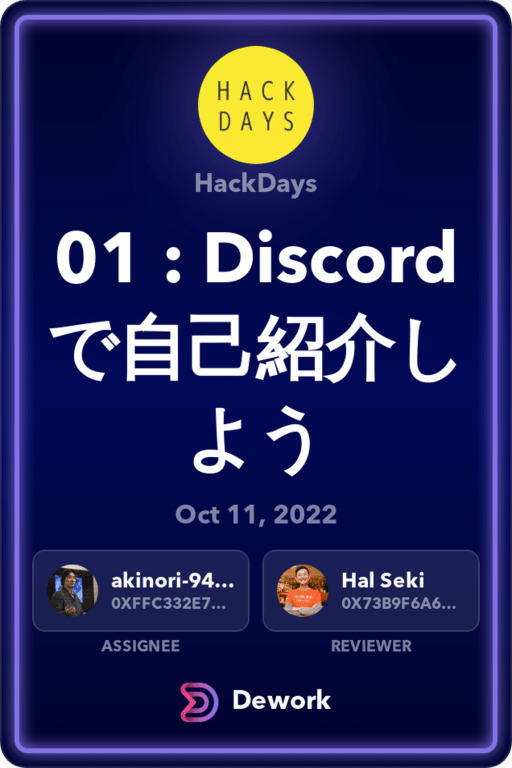 HACK
DAYS
HackDays
01 : Discord
で自己紹介し
よう
Oct 11, 2022
akinori-94...
0XFFC332E7...
ASSIGNEE
Hal Seki
0X73B9F6A6...
REVIEWER
Dework